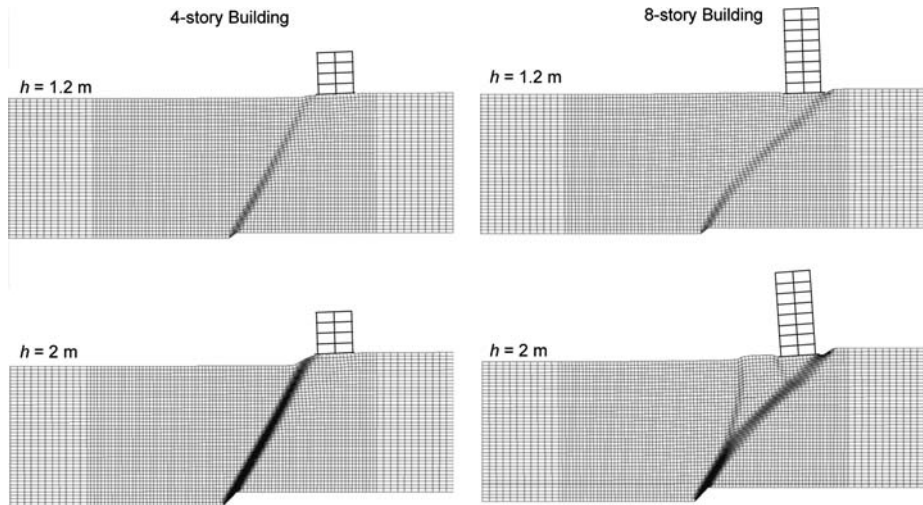 4-story Building
8-story Building
h = 1.2 m
h = 1.2 m
h = 2 m
h = 2 m